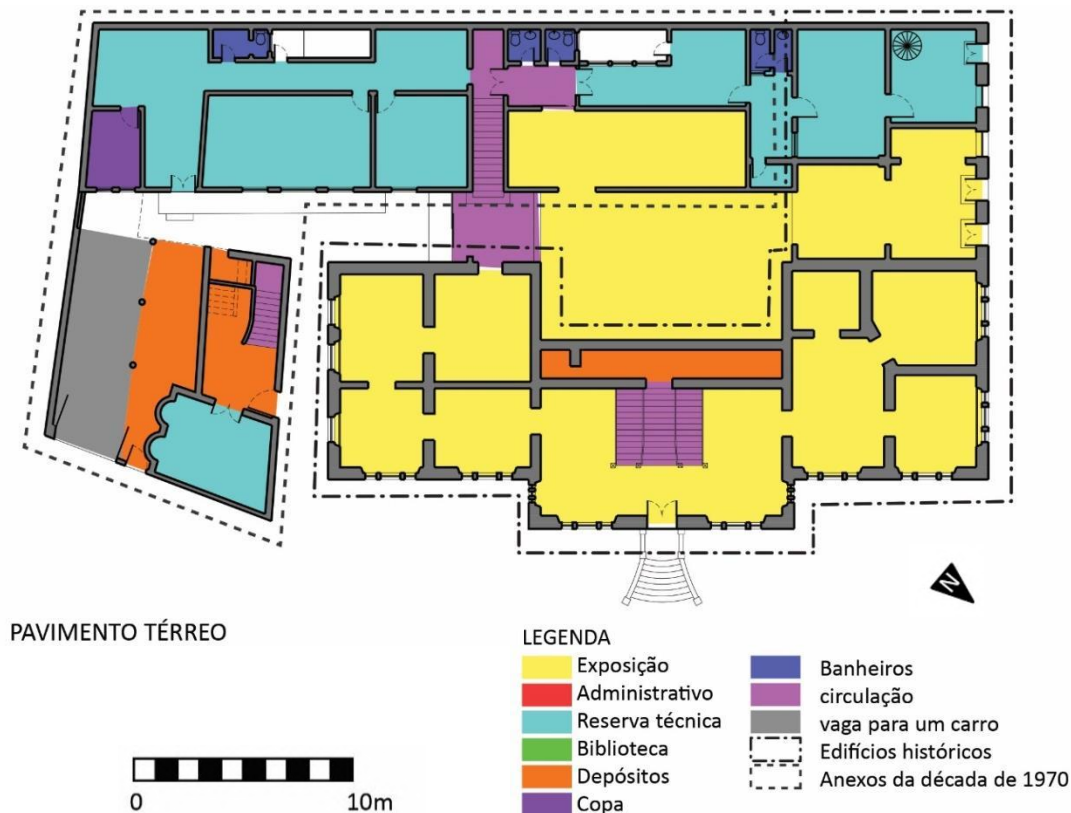 N
PAVIMENTO TÉRREO
0 10m
LEGENDA
Exposição
Administrativo
Reserva técnica
Biblioteca
Depósitos
Copa
Banheiros
circulação
vaga para um carro
Edifícios históricos
Anexos da década de 1970